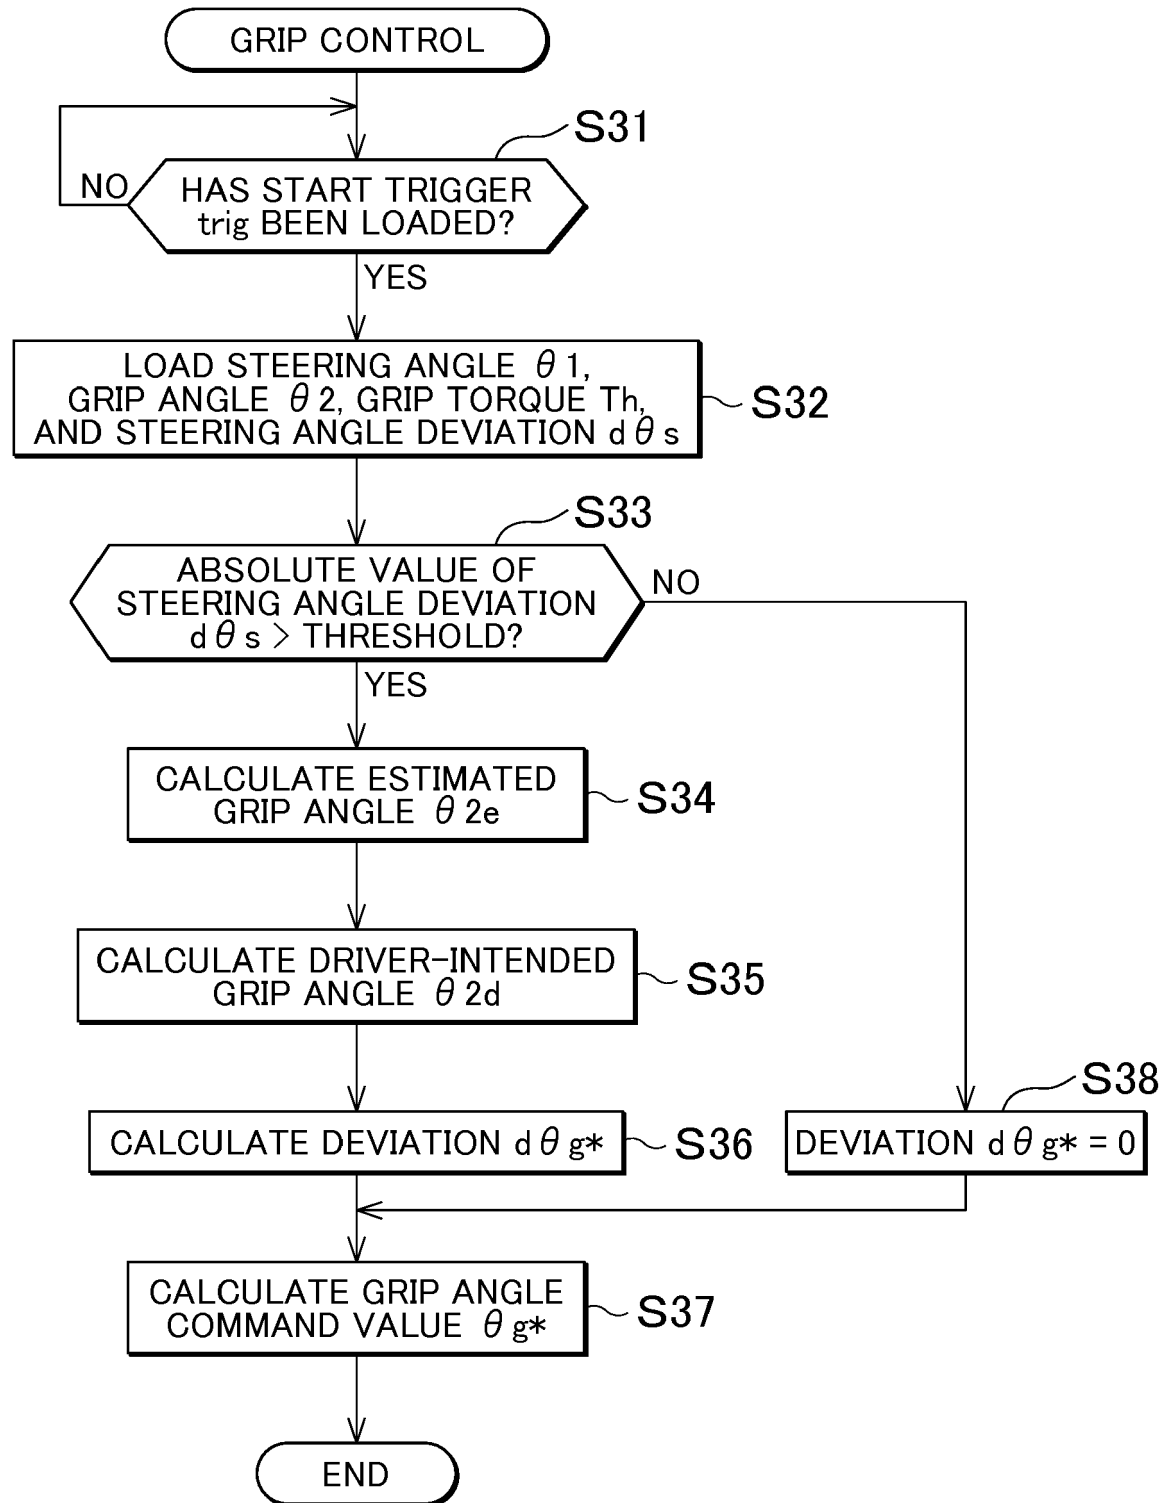 GRIP CONTROL
S31
NO
HAS START TRIGGER
trig BEEN LOADED?
YES
LOAD STEERING ANGLE θ1,
GRIP ANGLE θ2, GRIP TORQUE Th,
AND STEERING ANGLE DEVIATION dθs
S32
S33
ABSOLUTE VALUE OF
STEERING ANGLE DEVIATION
dθs > THRESHOLD?
NO
YES
CALCULATE ESTIMATED
GRIP ANGLE θ2e
S34
CALCULATE DRIVER-INTENDED
GRIP ANGLE θ2d
S35
CALCULATE DEVIATION dθg*
S36
S38
DEVIATION dθg* = 0
CALCULATE GRIP ANGLE
COMMAND VALUE θg*
S37
END